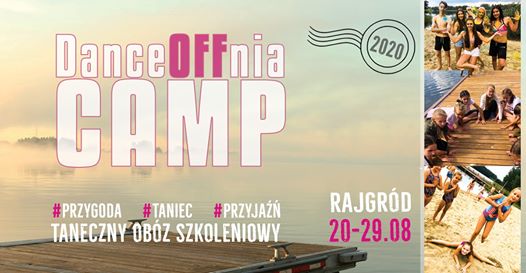 DanceOFFnia
CAMP
2020
#PRZYGODA #TANIEC #PRZYJAŹŃ
TANECZNY OBÓZ SZKOLENIOWY
RAJGRÓD
20-29.08